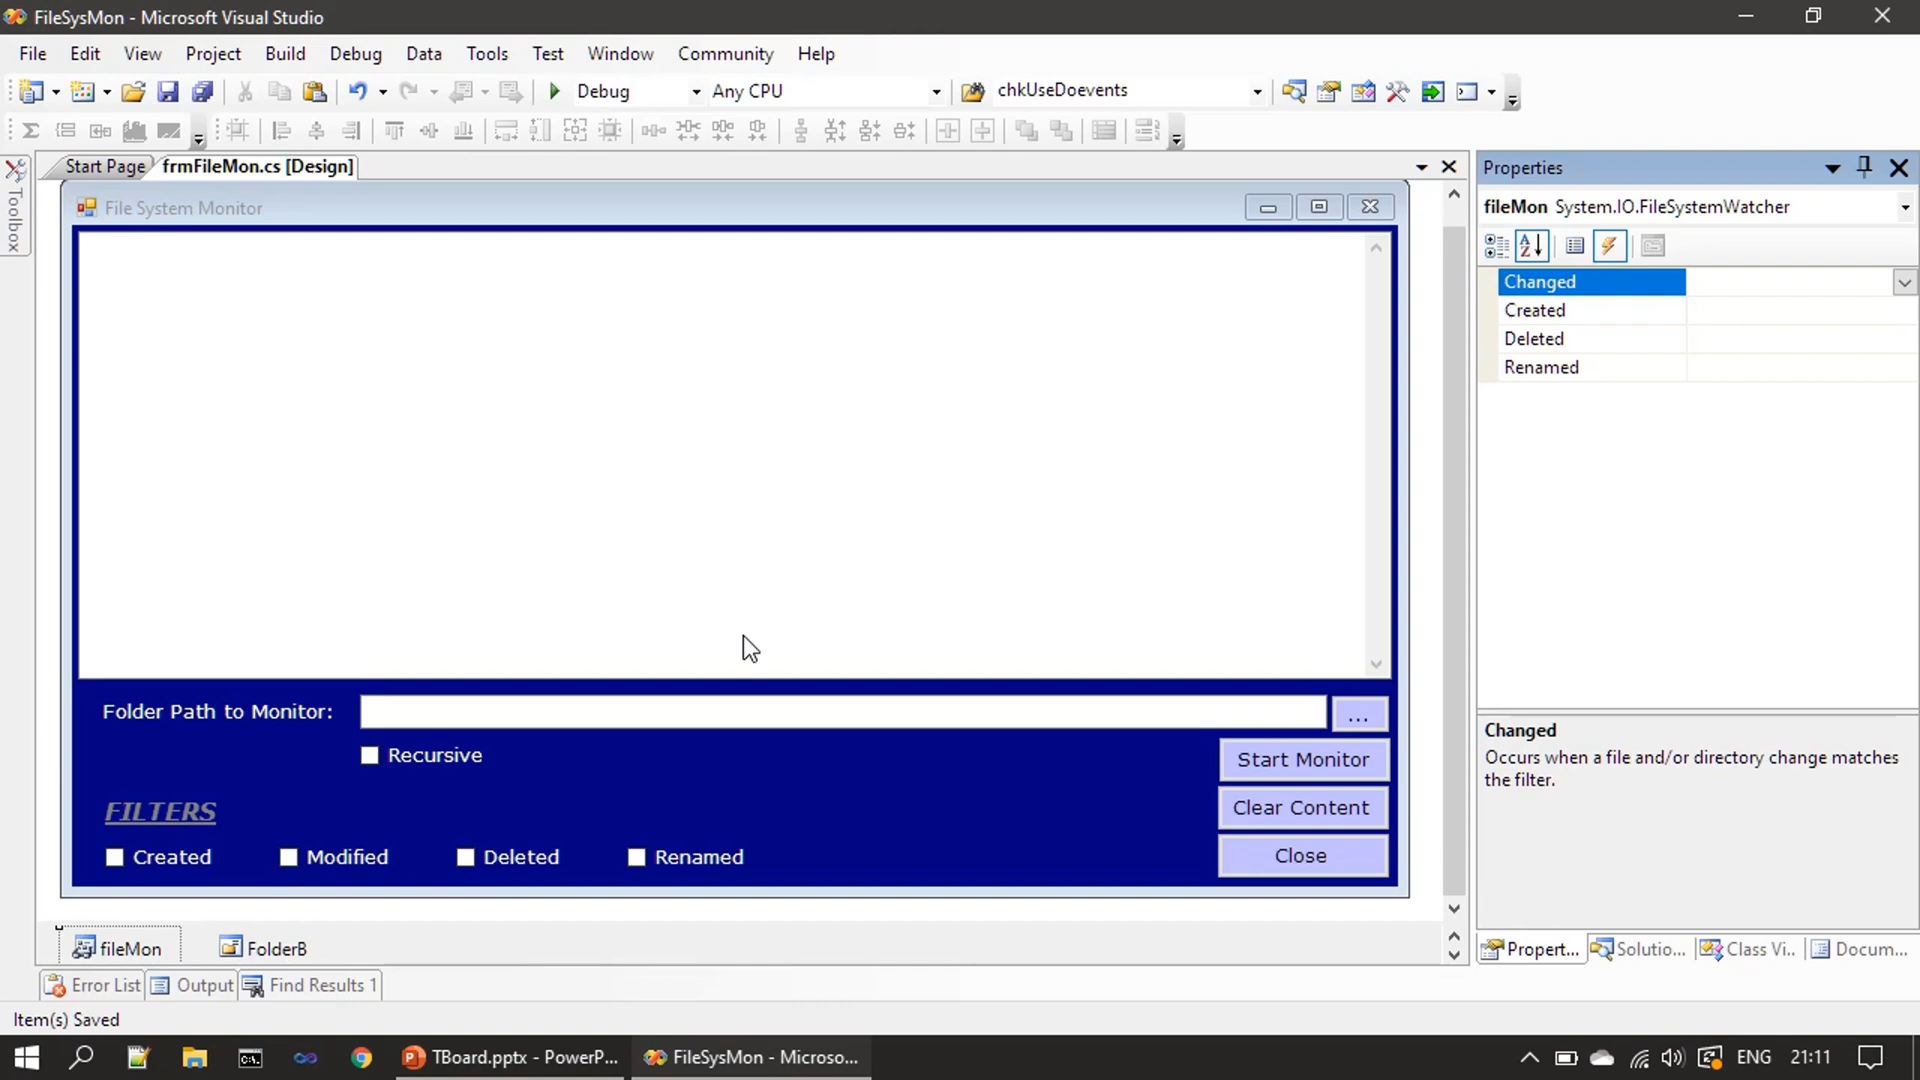 FileSysMon - Microsoft Visual Studio
File Edit View Project Build Debug Data Tools Test Window Community Help
Debug Any CPU chkUseDoevents
Toolbox
Start Page frmFileMon.cs [Design]
File System Monitor
Folder Path to Monitor: ...
Recursive Start Monitor
FILTERS Clear Content
Created Modified Deleted Renamed Close
fileMon FolderB
Error List Output Find Results 1
Item(s) Saved
Properties
fileMon System.IO.FileSystemWatcher
Changed
Created
Deleted
Renamed
Changed
Occurs when a file and/or directory change matches
the filter.
Propert... Solutio... Class Vi.. Docum...
TBoard.pptx - PowerP... FileSysMon - Microso... ENG 21:11